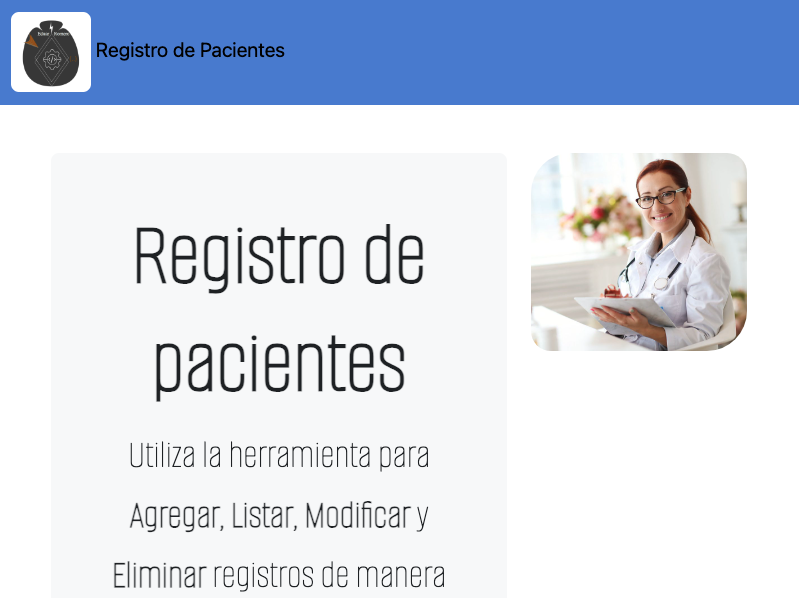 Registro de Pacientes
Registro de
pacientes
Utiliza la herramienta para
Agregar, Listar, Modificar y
Eliminar registros de manera